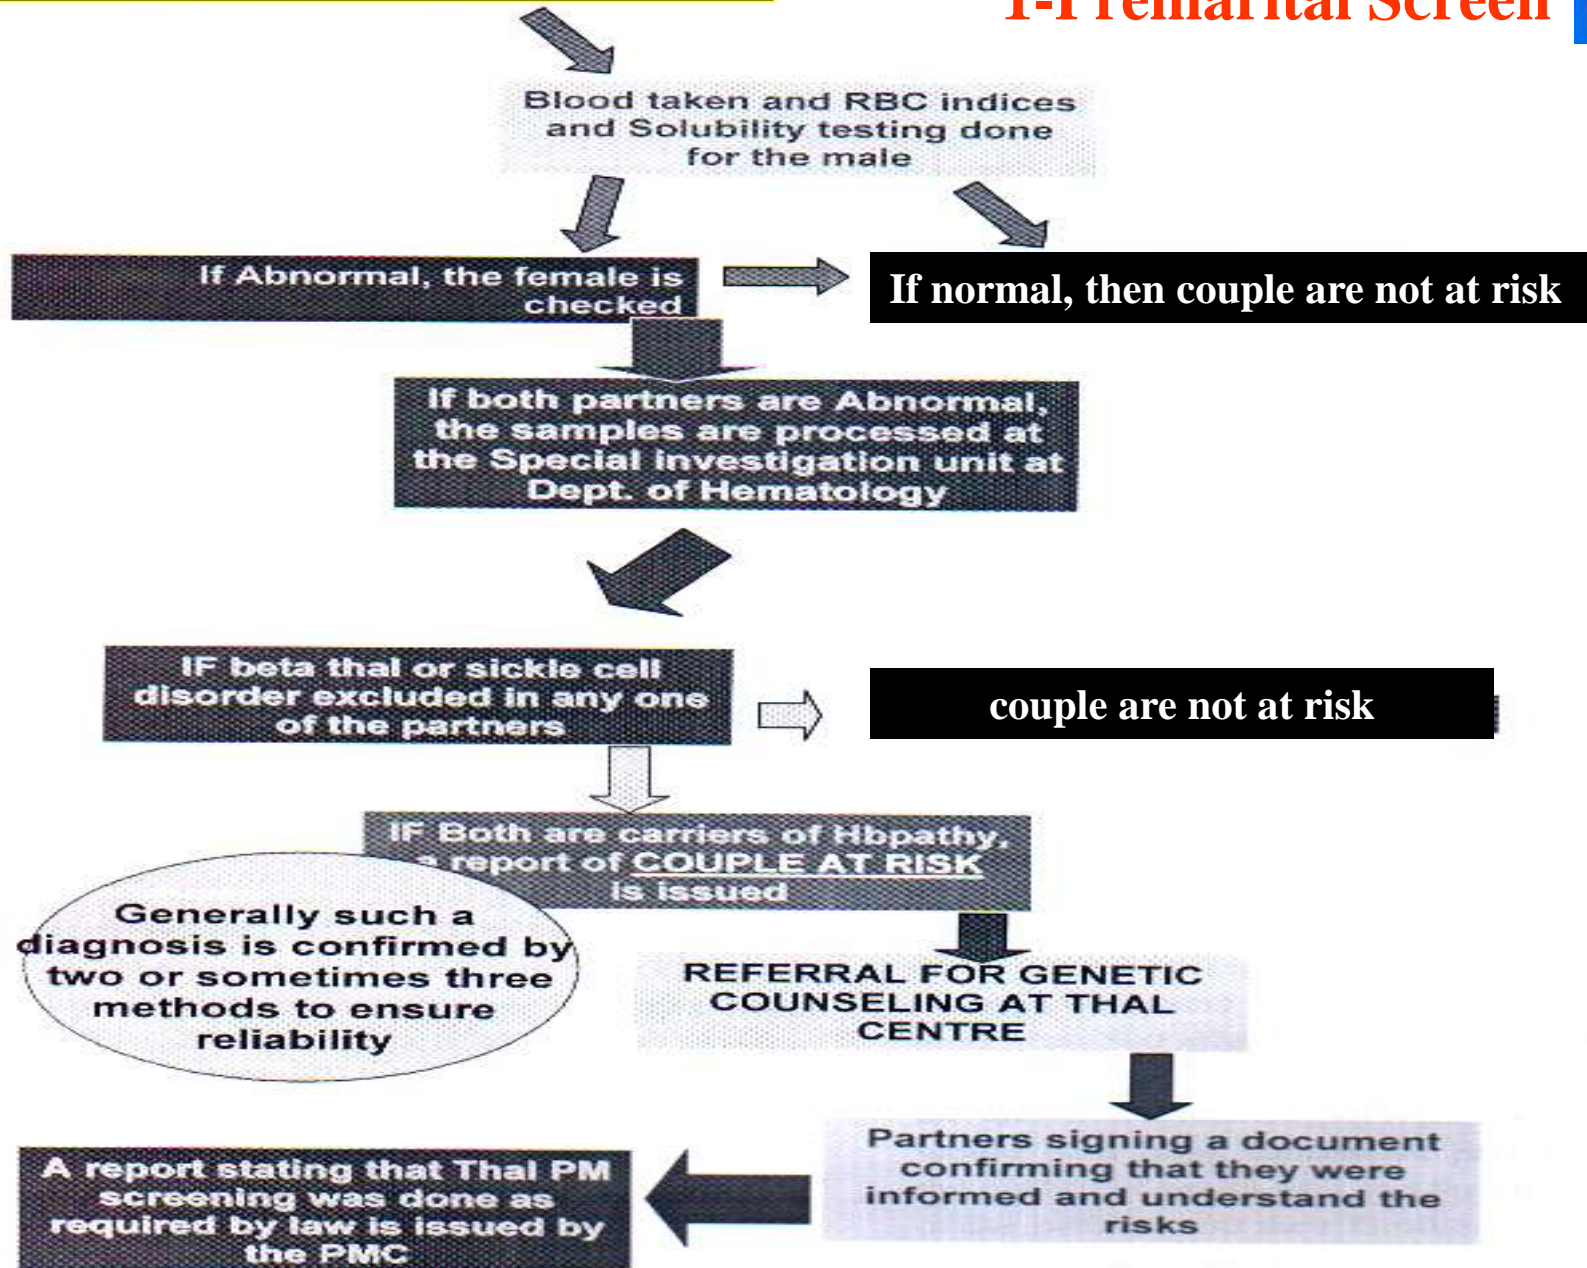 1-Premarital Screen
Blood taken and RBC indices
and Solubility testing done
for the male
If Abnormal, the female is
checked
If normal, then couple are not at risk
If both partners are Abnormal,
the samples are processed at
the Special investigation unit at
Dept. of Hematology
IF beta thal or sickle cell
disorder excluded in any one
of the partners
couple are not at risk
IF Both are carriers of Hbpathy,
a report of COUPLE AT RISK
is issued
Generally such a
diagnosis is confirmed by
two or sometimes three
methods to ensure
reliability
REFERRAL FOR GENETIC
COUNSELING AT THAL
CENTRE
Partners signing a document
confirming that they were
informed and understand the
risks
A report stating that Thal PM
screening was done as
required by law is issued by
the PMC